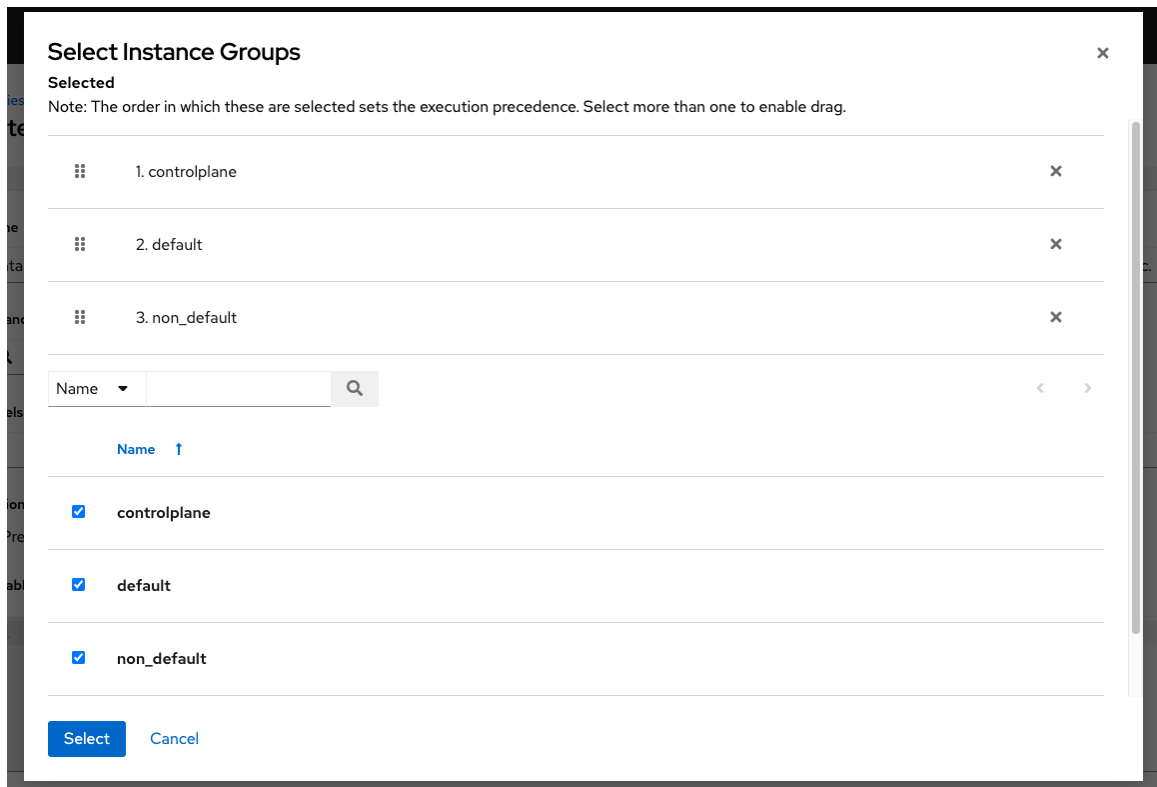 Select Instance Groups
Selected
Note: The order in which these are selected sets the execution precedence. Select more than one to enable drag.
1. controlplane
2. default
3. non_default
Name
Name
controlplane
default
non_default
Select Cancel